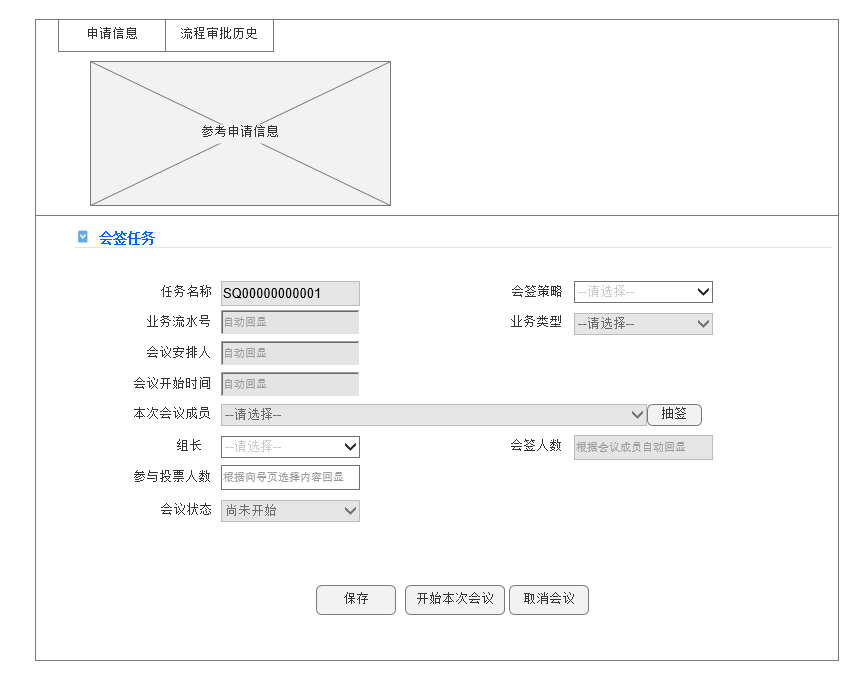 申请信息 流程审批历史
参考申请信息
会签任务
任务名称 SQ00000000001 会签策略 --请选择--
业务流水号 自动回显 业务类型 --请选择--
会议安排人 自动回显
会议开始时间 自动回显
本次会议成员 --请选择-- 抽签
组长 --请选择-- 会签人数 根据会议成员自动回显
参与投票人数 根据向导页选择内容回显
会议状态 尚未开始
保存 开始本次会议 取消会议